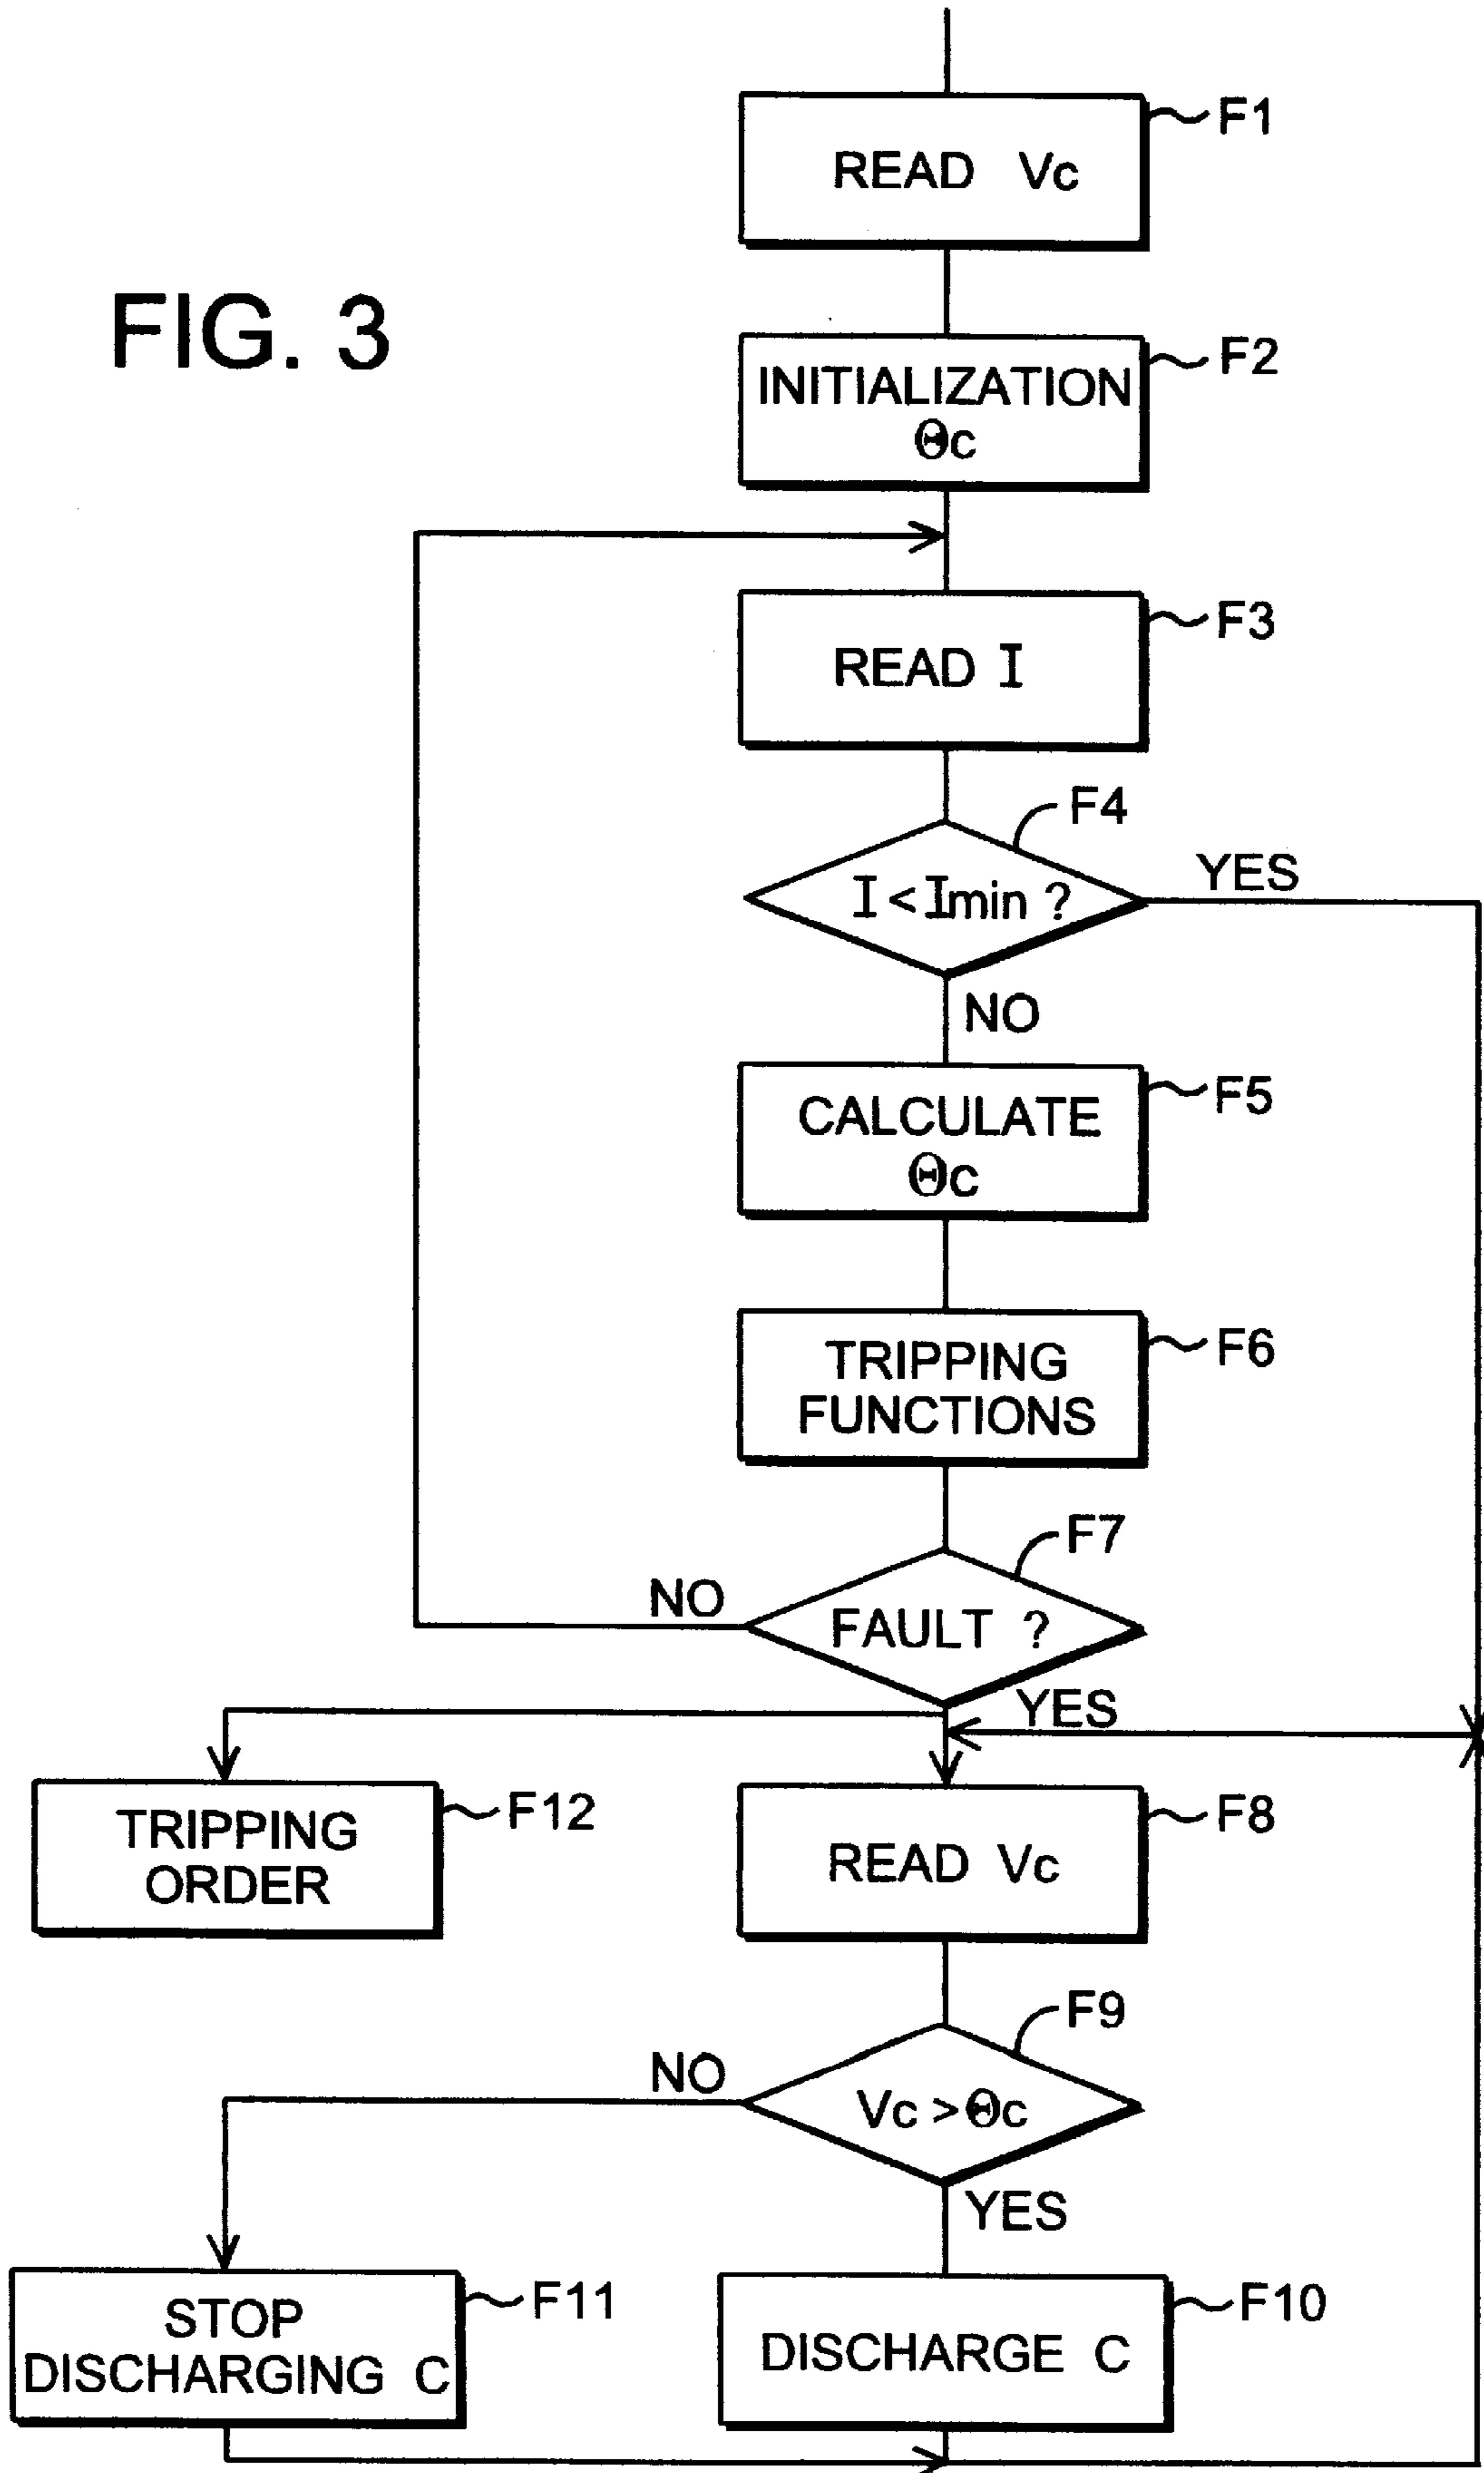 F1
READ Vc
FIG. 3
F2
INITIALIZATION
Θc
F3
READ I
F4
I < Imin ?
YES
NO
F5
CALCULATE
Θc
F6
TRIPPING
FUNCTIONS
F7
NO
FAULT ?
YES
F12
TRIPPING
ORDER
F8
READ Vc
F9
NO
Vc > Θc
YES
F11
STOP
DISCHARGING C
F10
DISCHARGE C